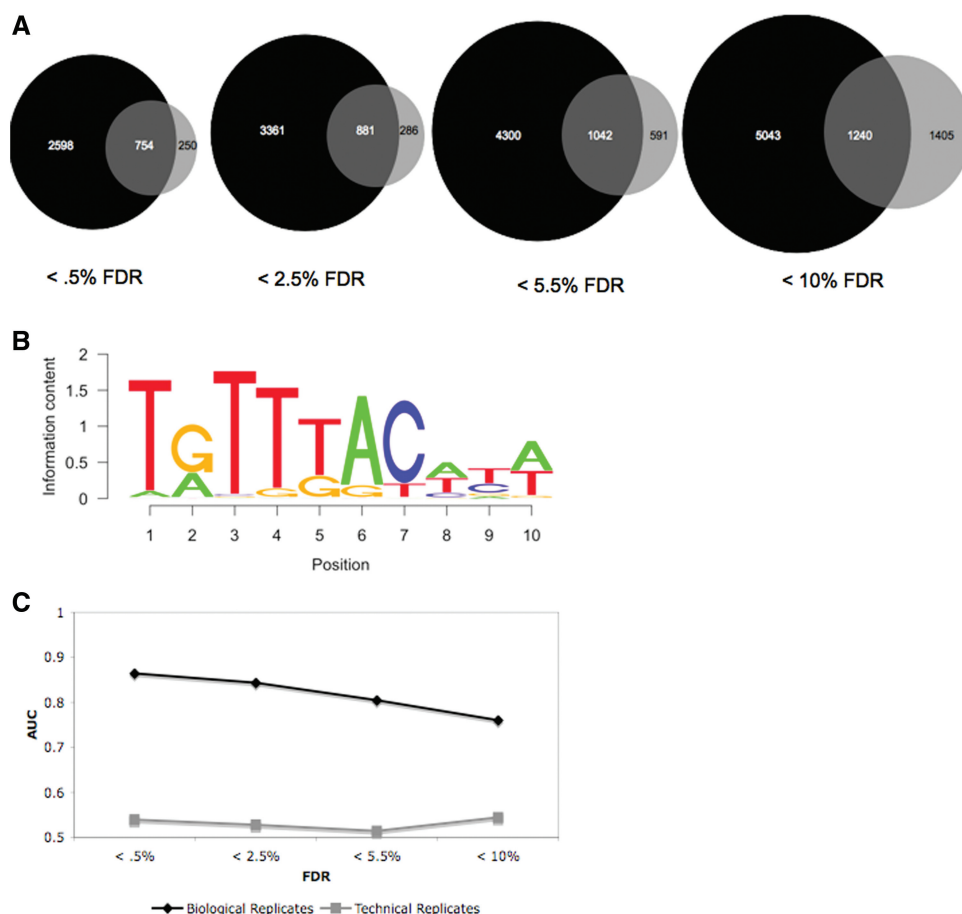 A
2598 754 250
3361 881 286
4300 1042 591
5043 1240 1405
< .5% FDR
< 2.5% FDR
< 5.5% FDR
< 10% FDR
B
Information content
2
1.5
1
0.5
0
T A
G A
T
T G
T G
A G
C T
A T C
T C
A T
1 2 3 4 5 6 7 8 9 10
Position
C
AUC
1
0.9
0.8
0.7
0.6
0.5
< .5% < 2.5% < 5.5% < 10%
FDR
Biological Replicates Technical Replicates